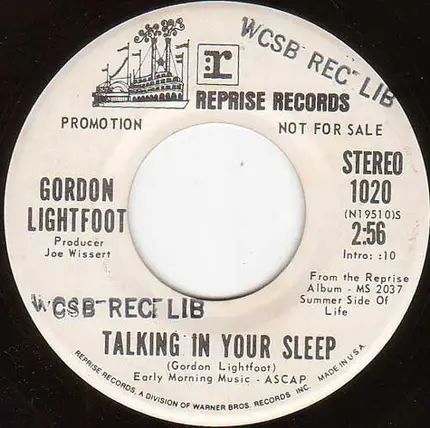 WCSB REC LIB
r
REPRISE RECORDS
PROMOTION
NOT FOR SALE
GORDON
LIGHTFOOT
Producer
Joe Wissert
STEREO
1020
(N19510)S
2:56
Intro: :10
From the Reprise
Album - MS 2037
Summer Side Of
Life
WCSB REC LIB
TALKING IN YOUR SLEEP
(Gordon Lightfoot)
Early Morning Music - ASCAP
REPRISE RECORDS, A DIVISION OF WARNER BROS. RECORDS INC. MADE IN U.S.A.